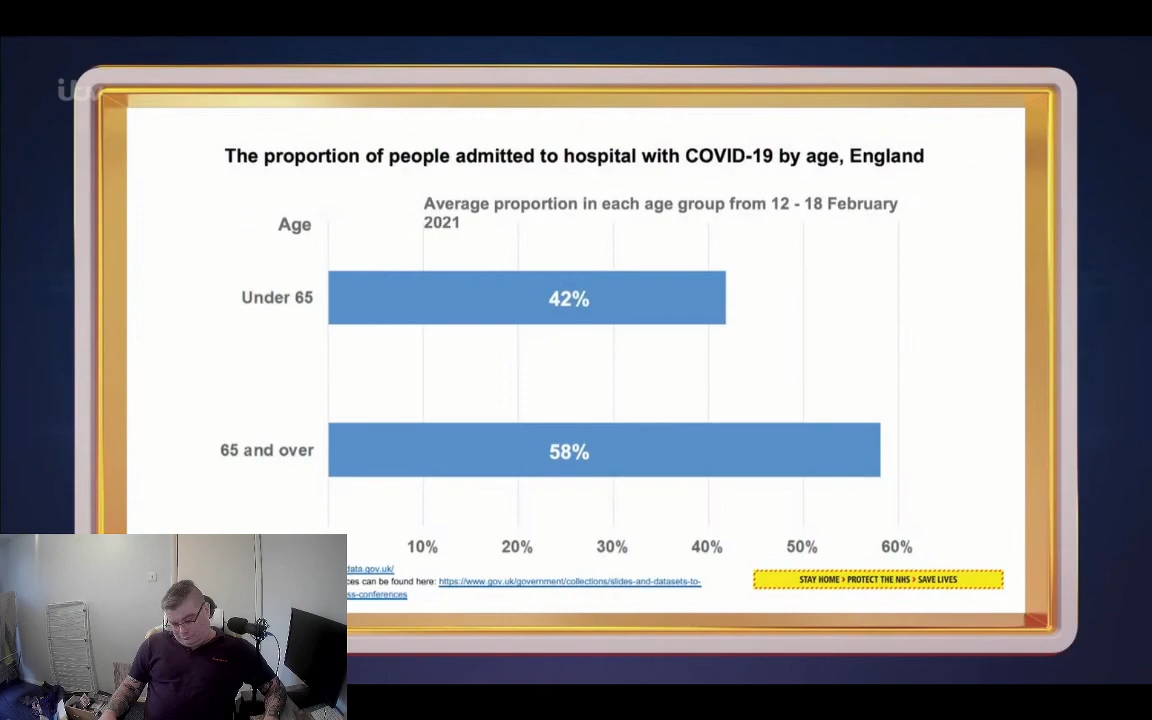 itv
The proportion of people admitted to hospital with COVID-19 by age, England
Average proportion in each age group from 12 - 18 February
2021
Age
Under 65
42%
65 and over
58%
10% 20% 30% 40% 50% 60%
data.gov.uk/
ces can be found here: https://www.gov.uk/government/collections/slides-and-datasets-to-
ss-conferences
STAY HOME > PROTECT THE NHS > SAVE LIVES